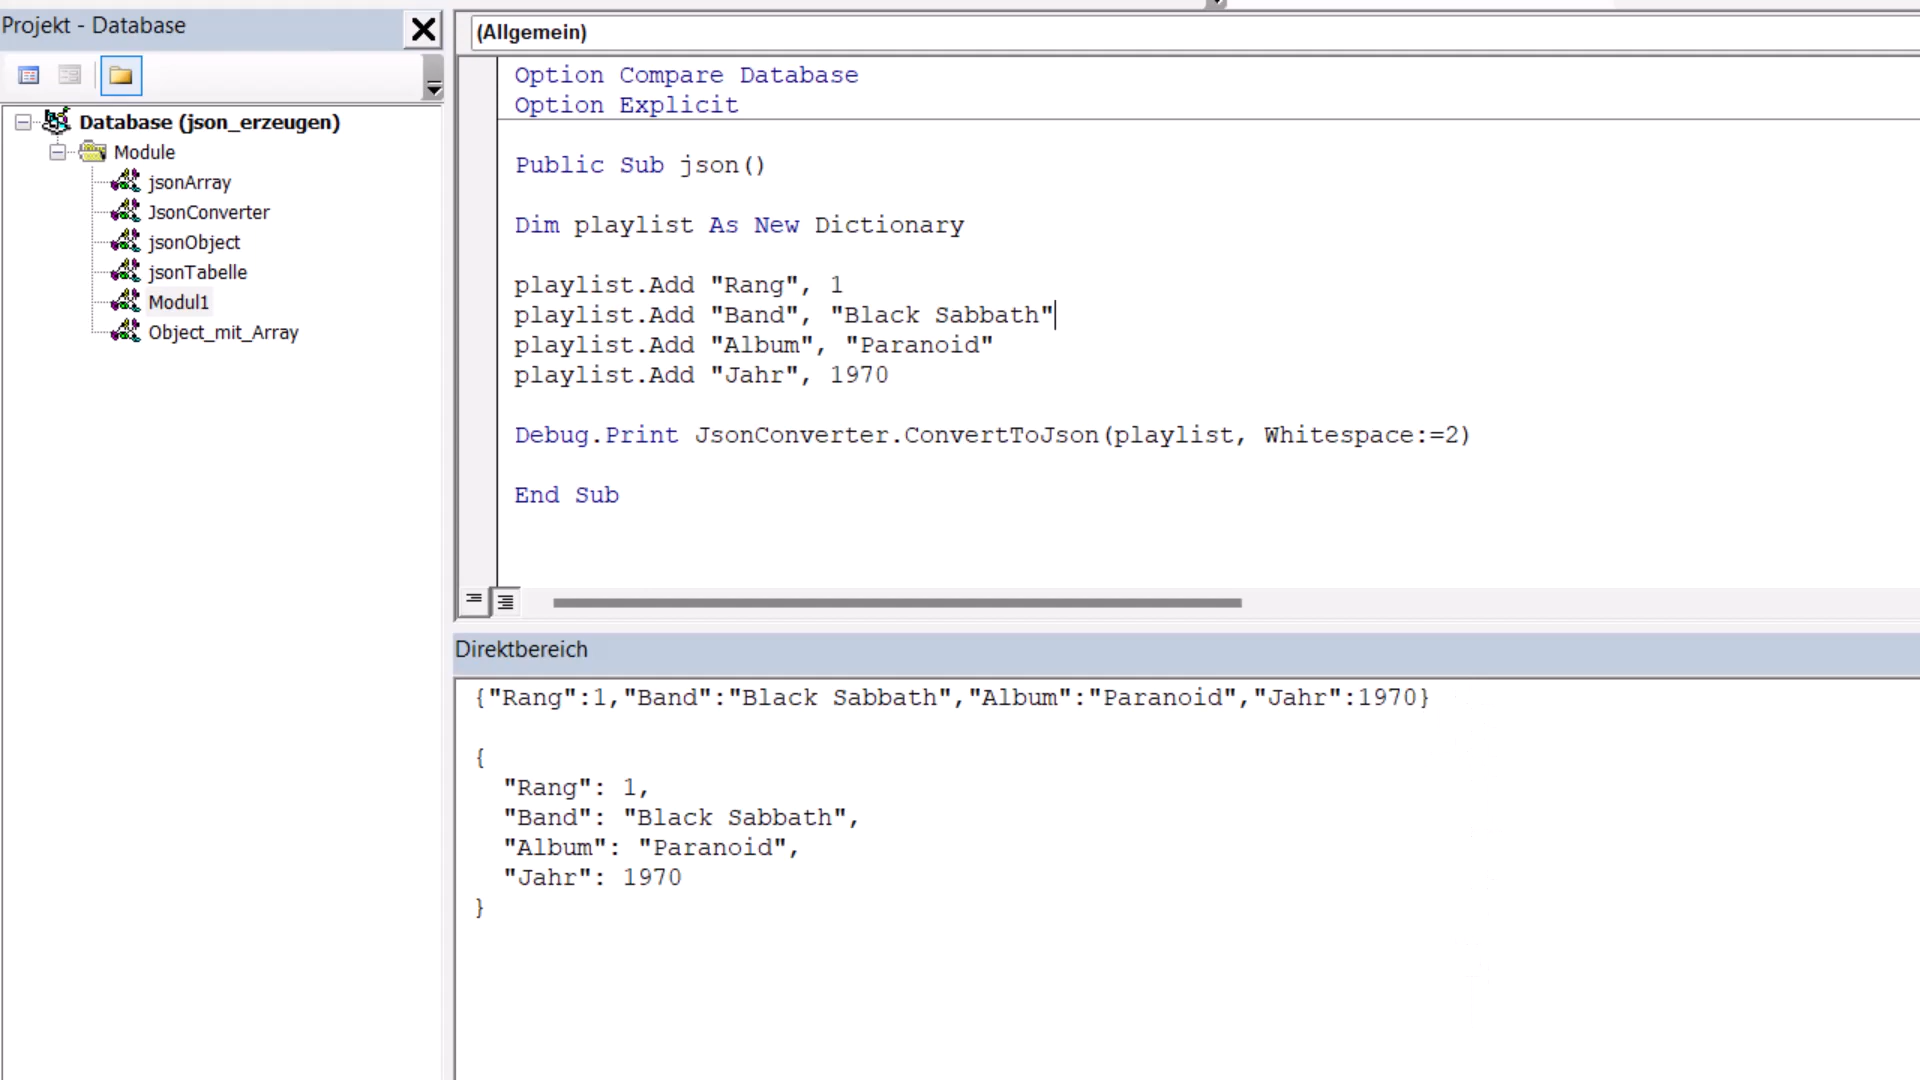 Projekt - Database
Database (json_erzeugen)
Module
jsonArray
JsonConverter
jsonObject
jsonTabelle
Modul1
Object_mit_Array
(Allgemein)
Option Compare Database
Option Explicit
Public Sub json()
Dim playlist As New Dictionary
playlist.Add "Rang", 1
playlist.Add "Band", "Black Sabbath"
playlist.Add "Album", "Paranoid"
playlist.Add "Jahr", 1970
Debug.Print JsonConverter.ConvertToJson(playlist, Whitespace:=2)
End Sub
Direktbereich
{"Rang":1,"Band":"Black Sabbath","Album":"Paranoid","Jahr":1970}
{
"Rang": 1,
"Band": "Black Sabbath",
"Album": "Paranoid",
"Jahr": 1970
}